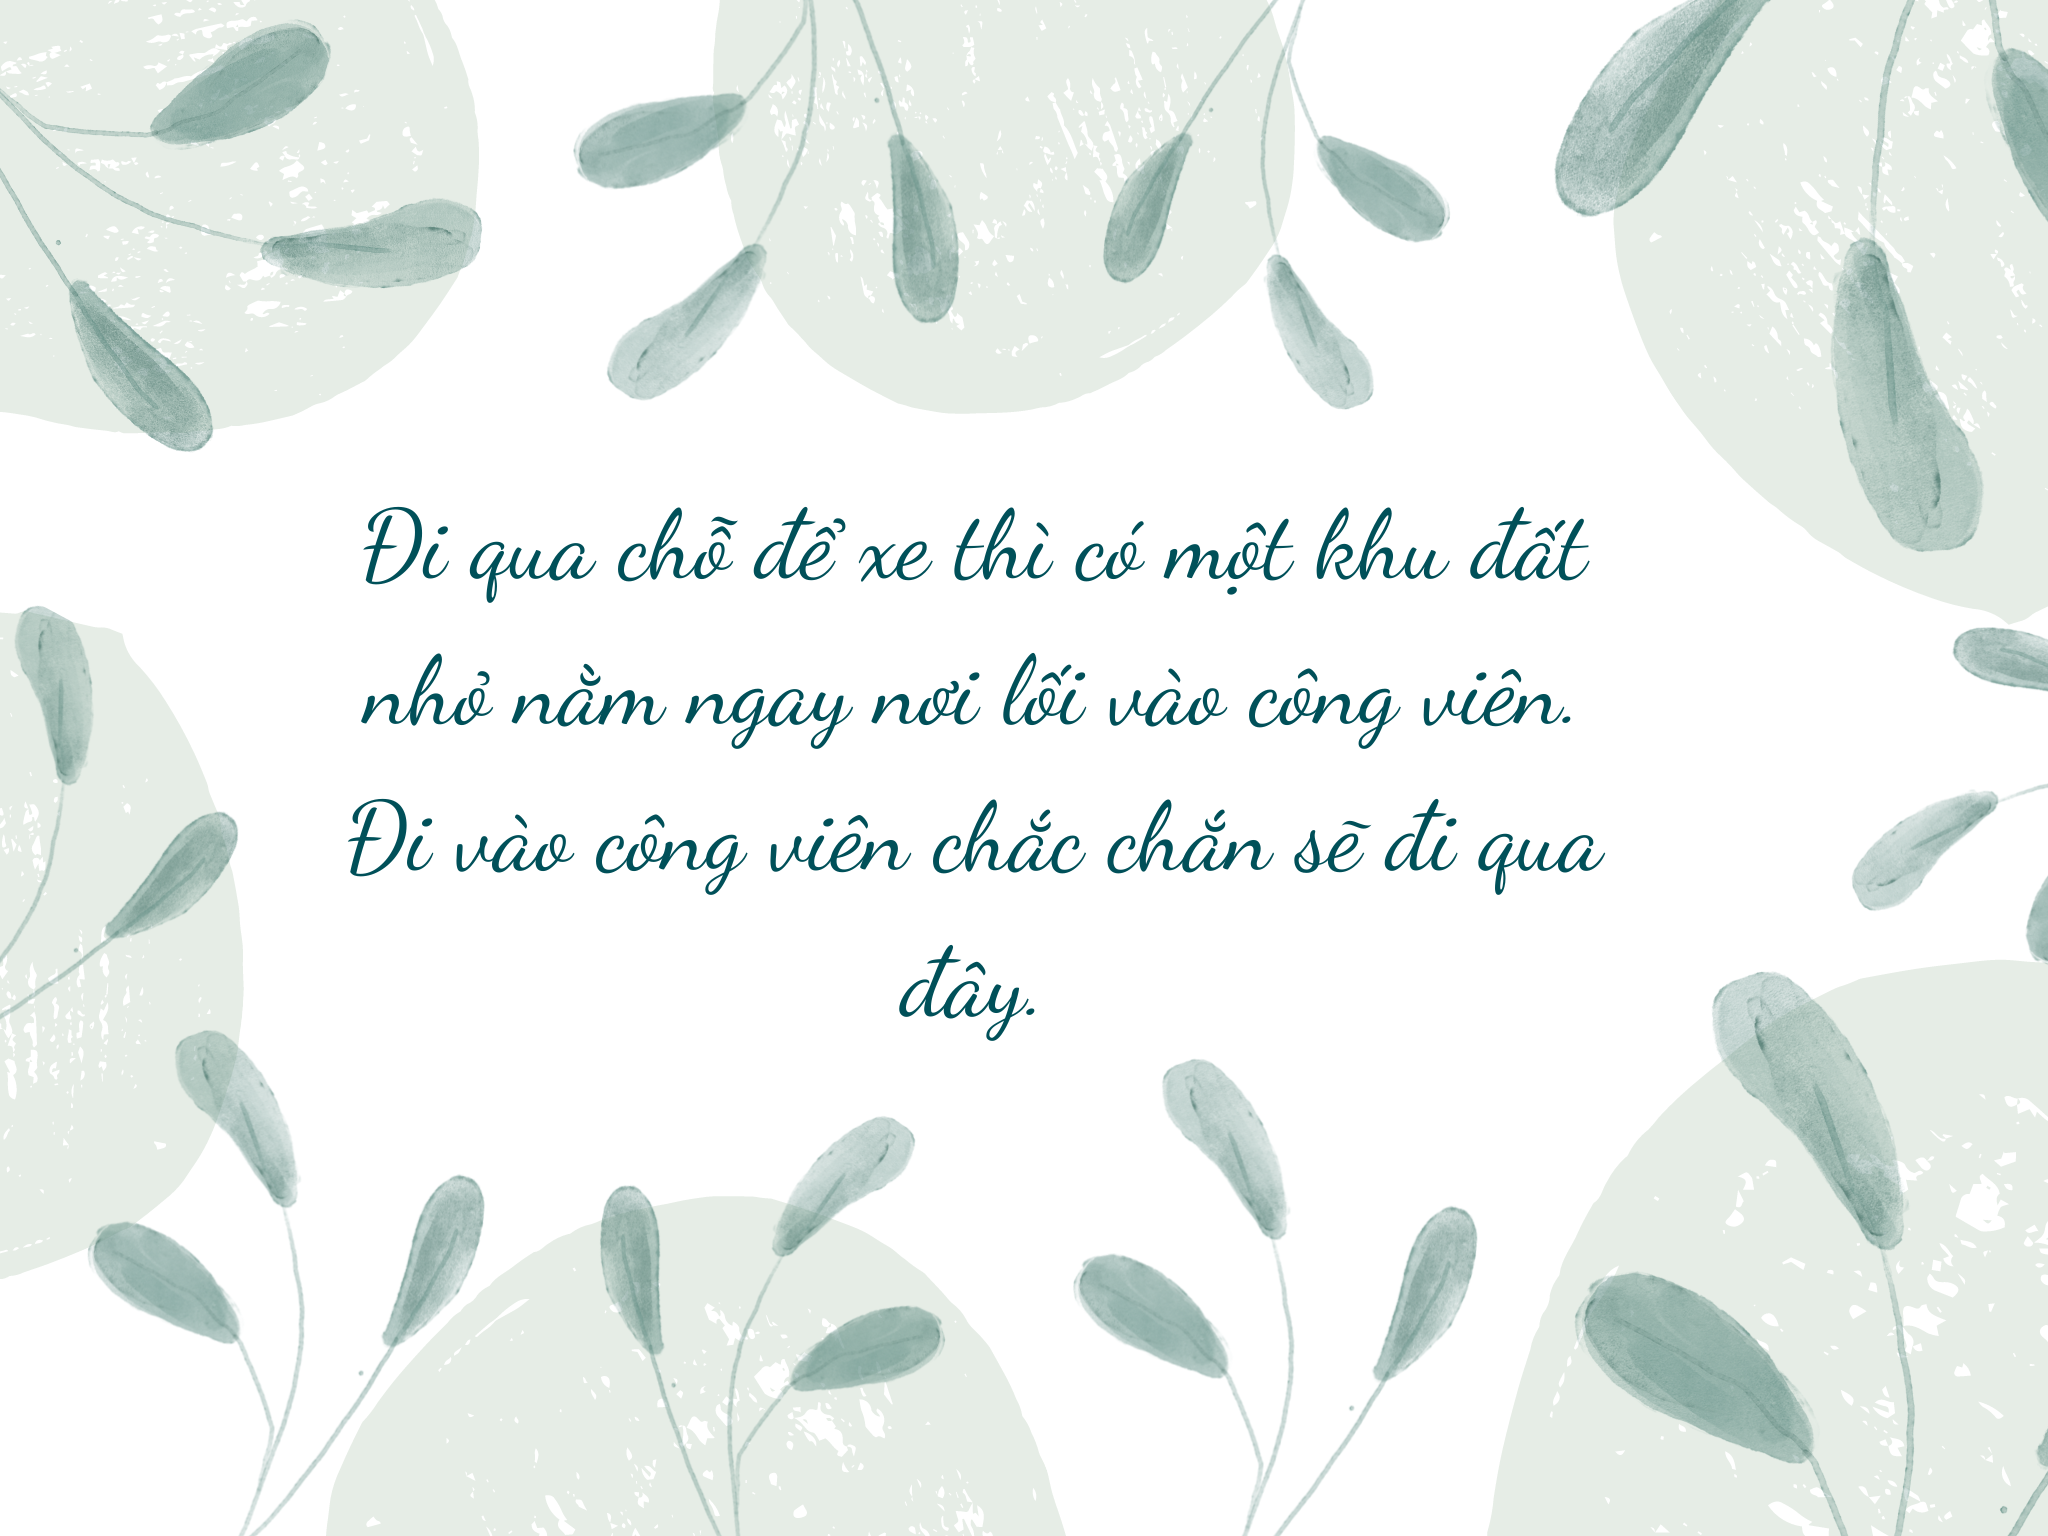 Đi qua chỗ để xe thì có một khu đất
nhỏ nằm ngay nơi lối vào công viên.
Đi vào công viên chắc chắn sẽ đi qua
đây.